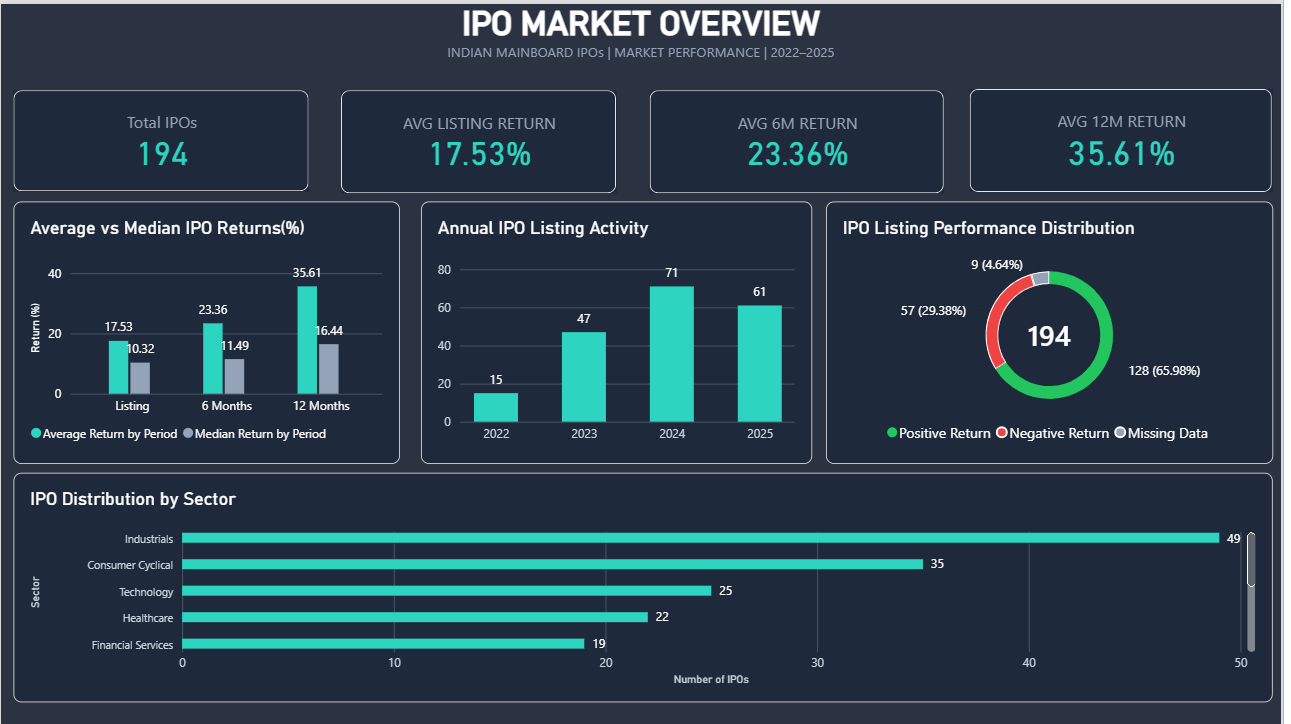 IPO MARKET OVERVIEW
INDIAN MAINBOARD IPOs | MARKET PERFORMANCE | 2022–2025
Total IPOs
194
AVG LISTING RETURN
17.53%
AVG 6M RETURN
23.36%
AVG 12M RETURN
35.61%
Average vs Median IPO Returns(%)
Return (%)
40
20
0
17.53
10.32
23.36
11.49
35.61
16.44
Listing
6 Months
12 Months
Average Return by Period
Median Return by Period
Annual IPO Listing Activity
80
60
40
20
0
15
47
71
61
2022
2023
2024
2025
IPO Listing Performance Distribution
9 (4.64%)
57 (29.38%)
194
128 (65.98%)
Positive Return
Negative Return
Missing Data
IPO Distribution by Sector
Sector
Industrials
49
Consumer Cyclical
35
Technology
25
Healthcare
22
Financial Services
19
0
10
20
30
40
50
Number of IPOs